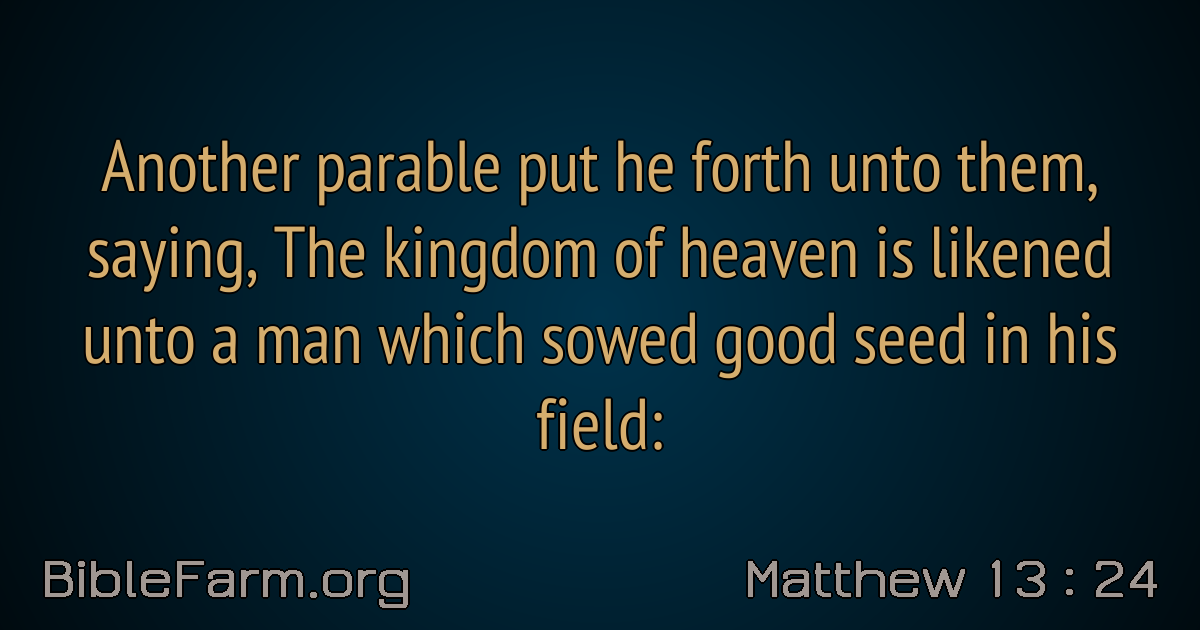 Another parable put he forth unto them,
saying, The kingdom of heaven is likened
unto a man which sowed good seed in his
field:
BibleFarm.org
Matthew 13 : 24